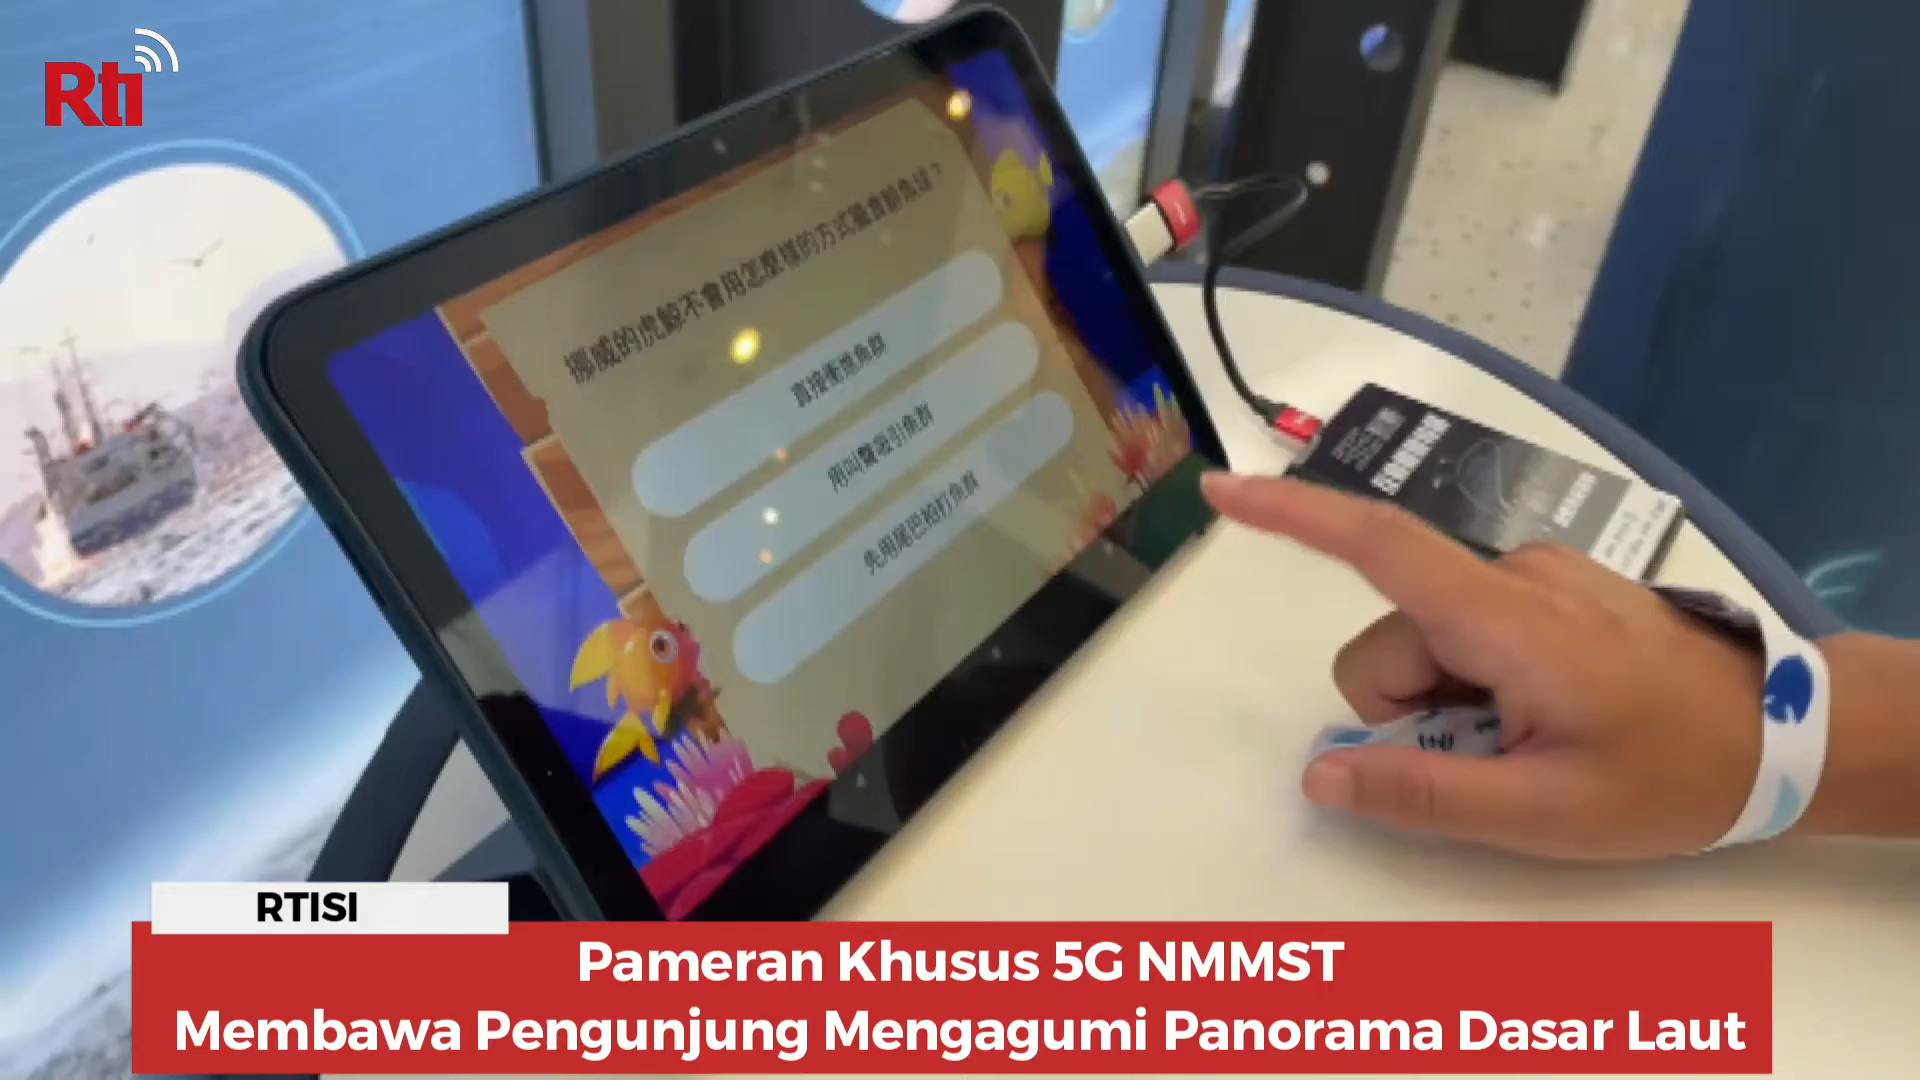 Rti
挪威的虎鯨不會用怎麼樣的方式獵食鯡魚球?
直接衝進魚群
用叫聲吸引魚群
先用尾巴拍打魚群
RTISI
Pameran Khusus 5G NMMST
Membawa Pengunjung Mengagumi Panorama Dasar Laut